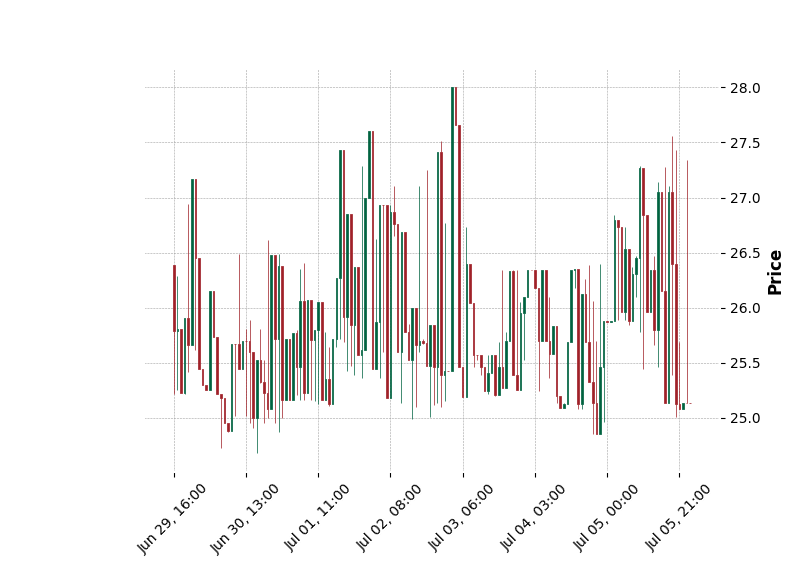 28.0
27.5
27.0
26.5
26.0
25.5
25.0
Price
Jun 29, 16:00
Jun 30, 13:00
Jul 01, 11:00
Jul 02, 08:00
Jul 03, 06:00
Jul 04, 03:00
Jul 05, 00:00
Jul 05, 21:00